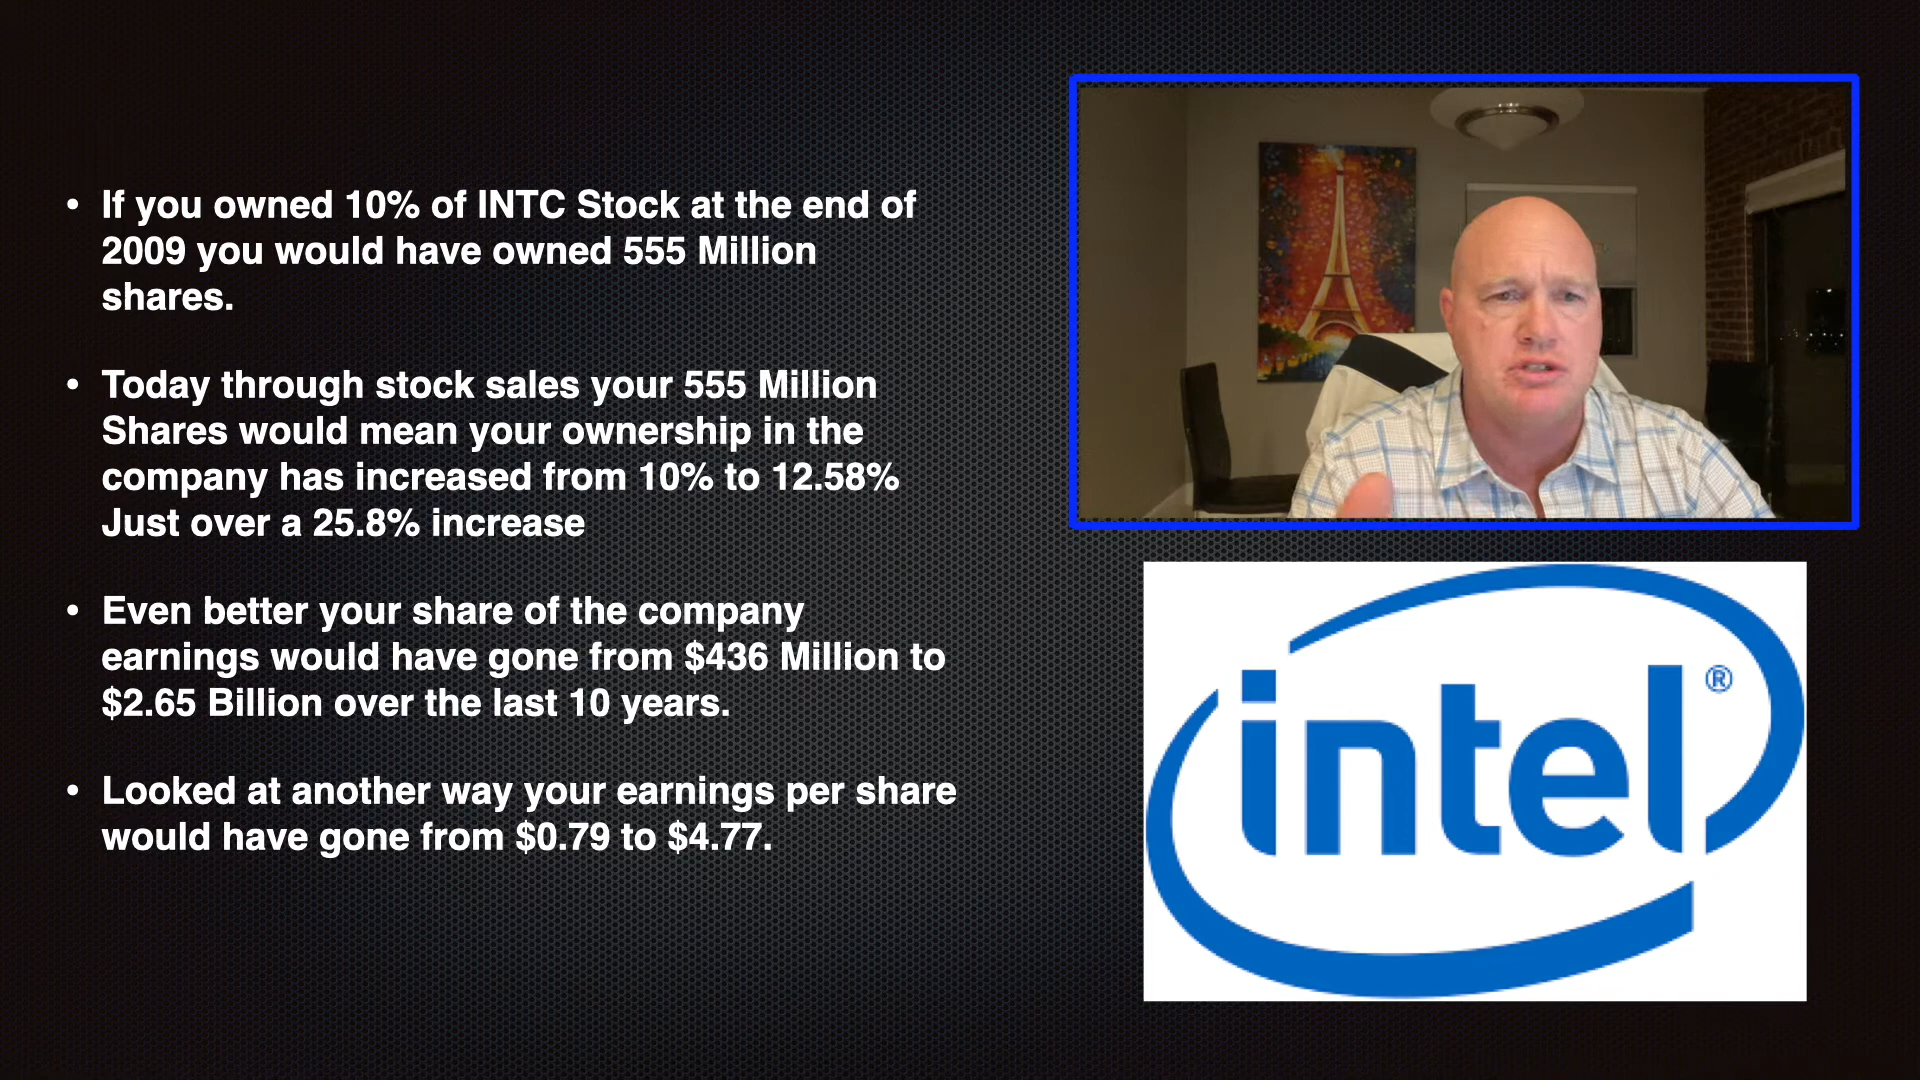 • If you owned 10% of INTC Stock at the end of
2009 you would have owned 555 Million
shares.
• Today through stock sales your 555 Million
Shares would mean your ownership in the
company has increased from 10% to 12.58%
Just over a 25.8% increase
• Even better your share of the company
earnings would have gone from $436 Million to
$2.65 Billion over the last 10 years.
• Looked at another way your earnings per share
would have gone from $0.79 to $4.77.
intel®